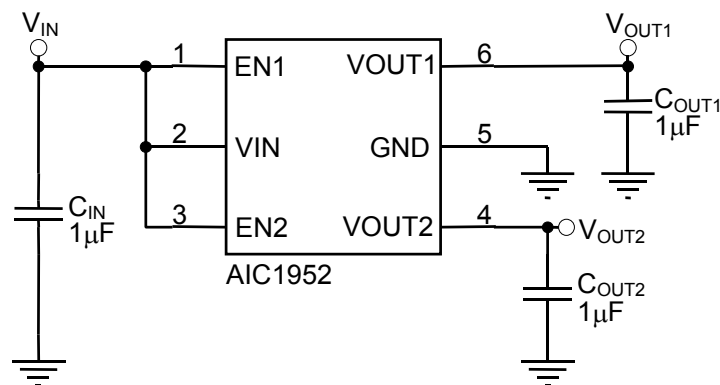 VIN
VOUT1
1
EN1
VOUT1
6
COUT1
1μF
2
VIN
GND
5
CIN
1μF
3
EN2
VOUT2
4
VOUT2
AIC1952
COUT2
1μF